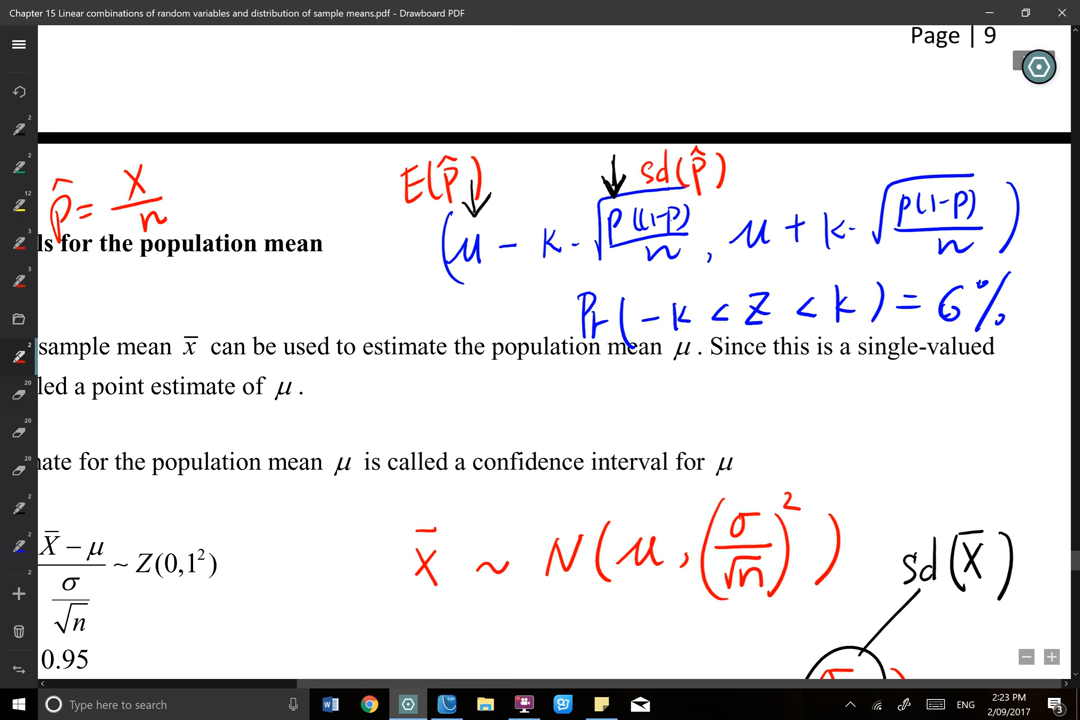 Chapter 15 Linear combinations of random variables and distribution of sample means.pdf - Drawboard PDF
Page | 9
p̂ = X/n
E(p̂)
sd(p̂)
(μ - k · √(p(1-p)/n), μ + k · √(p(1-p)/n))
ls for the population mean
Pr(-k < Z < k) = 6%
sample mean x̄ can be used to estimate the population mean μ. Since this is a single-valued
led a point estimate of μ.
nate for the population mean μ is called a confidence interval for μ
X̄ ~ N(μ, (σ/√n)²)
(X̄ - μ)/(σ/√n) ~ Z(0,1²)
sd(X̄)
0.95
Type here to search
ENG
2:23 PM
2/09/2017